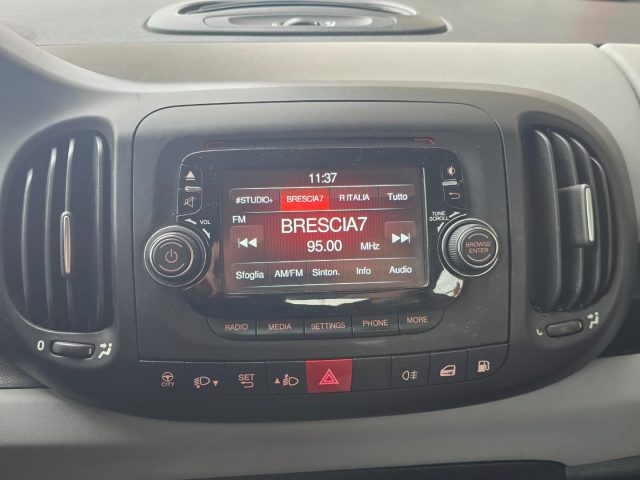 11:37
#STUDIO+ BRESCIA7 R ITALIA Tutto
FM
BRESCIA7
95.00 MHz
Sfoglia AM/FM Sinton. Info Audio
VOL
TUNE
SCROLL
BROWSE
ENTER
RADIO MEDIA SETTINGS PHONE MORE
0
CITY SET